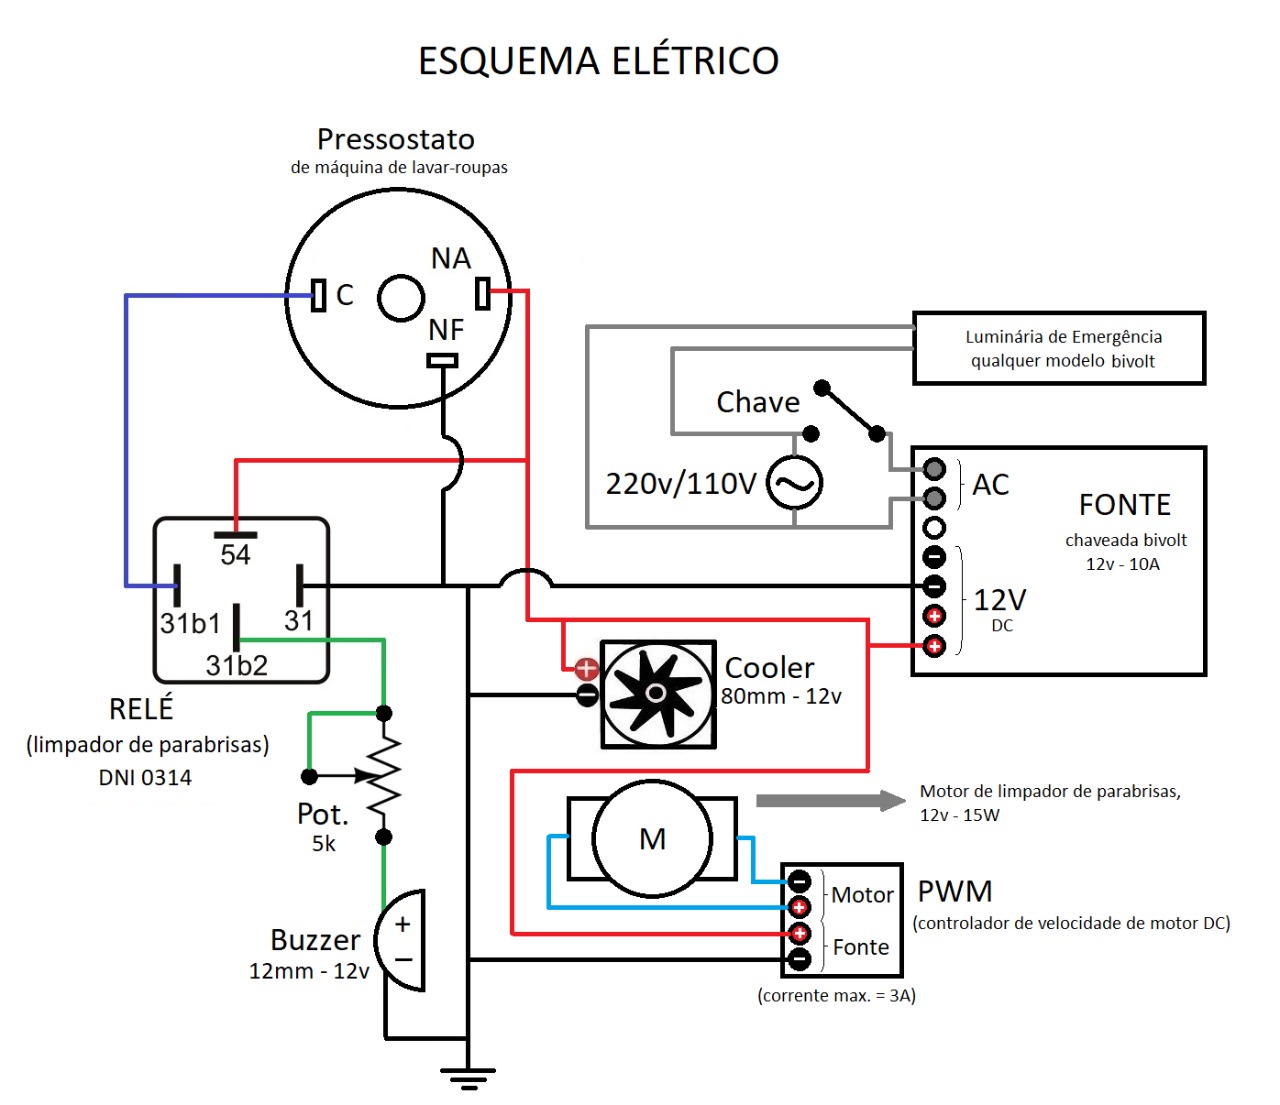 ESQUEMA ELÉTRICO
Pressostato
de máquina de lavar-roupas
NA
C
NF
Luminária de Emergência
qualquer modelo bivolt
Chave
220v/110V
AC
FONTE
chaveada bivolt
12v - 10A
12V
DC
54
31b1
31
31b2
RELÉ
(limpador de parabrisas)
DNI 0314
Cooler
80mm - 12v
Pot.
5k
M
Motor de limpador de parabrisas,
12v - 15W
Motor
Fonte
PWM
(controlador de velocidade de motor DC)
(corrente max. = 3A)
Buzzer
12mm - 12v